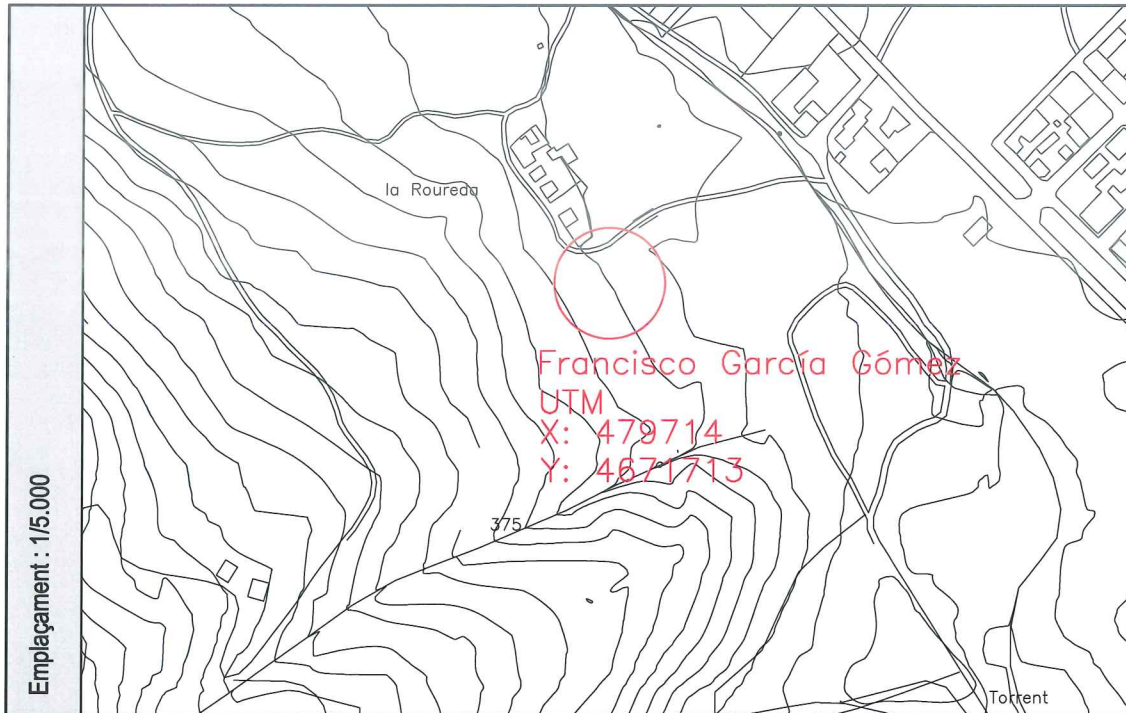 Emplaçament : 1/5.000
la Roureda
Francisco García Gómez
UTM
X: 479714
Y: 4671713
375
Torrent